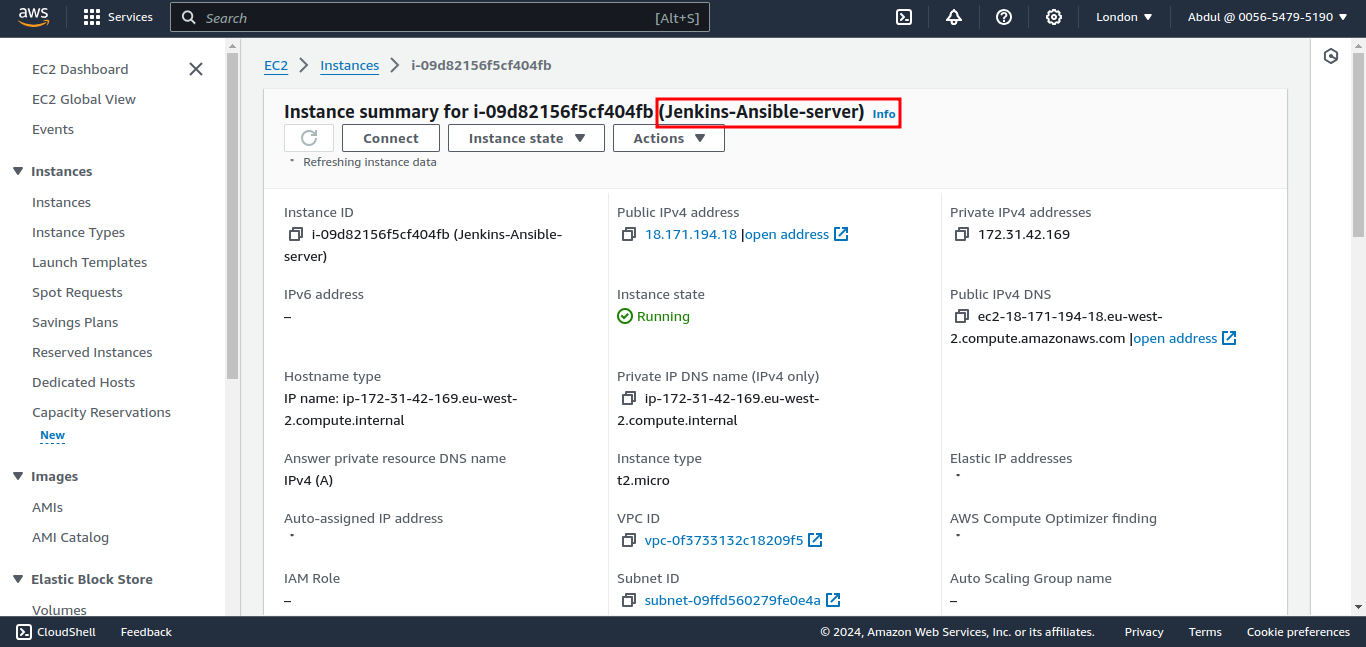 aws
Services
Search
[Alt+S]
London
Abdul @ 0056-5479-5190
EC2 Dashboard
EC2 Global View
Events
Instances
Instances
Instance Types
Launch Templates
Spot Requests
Savings Plans
Reserved Instances
Dedicated Hosts
Capacity Reservations
New
Images
AMIs
AMI Catalog
Elastic Block Store
Volumes
EC2
Instances
i-09d82156f5cf404fb
Instance summary for i-09d82156f5cf404fb (Jenkins-Ansible-server) Info
Connect
Instance state
Actions
Refreshing instance data
Instance ID
i-09d82156f5cf404fb (Jenkins-Ansible-
server)
Public IPv4 address
18.171.194.18 |open address
Private IPv4 addresses
172.31.42.169
IPv6 address
–
Instance state
Running
Public IPv4 DNS
ec2-18-171-194-18.eu-west-
2.compute.amazonaws.com |open address
Hostname type
IP name: ip-172-31-42-169.eu-west-
2.compute.internal
Private IP DNS name (IPv4 only)
ip-172-31-42-169.eu-west-
2.compute.internal
Answer private resource DNS name
IPv4 (A)
Instance type
t2.micro
Elastic IP addresses
Auto-assigned IP address
VPC ID
vpc-0f3733132c18209f5
AWS Compute Optimizer finding
IAM Role
–
Subnet ID
subnet-09ffd560279fe0e4a
Auto Scaling Group name
–
CloudShell
Feedback
© 2024, Amazon Web Services, Inc. or its affiliates.
Privacy
Terms
Cookie preferences